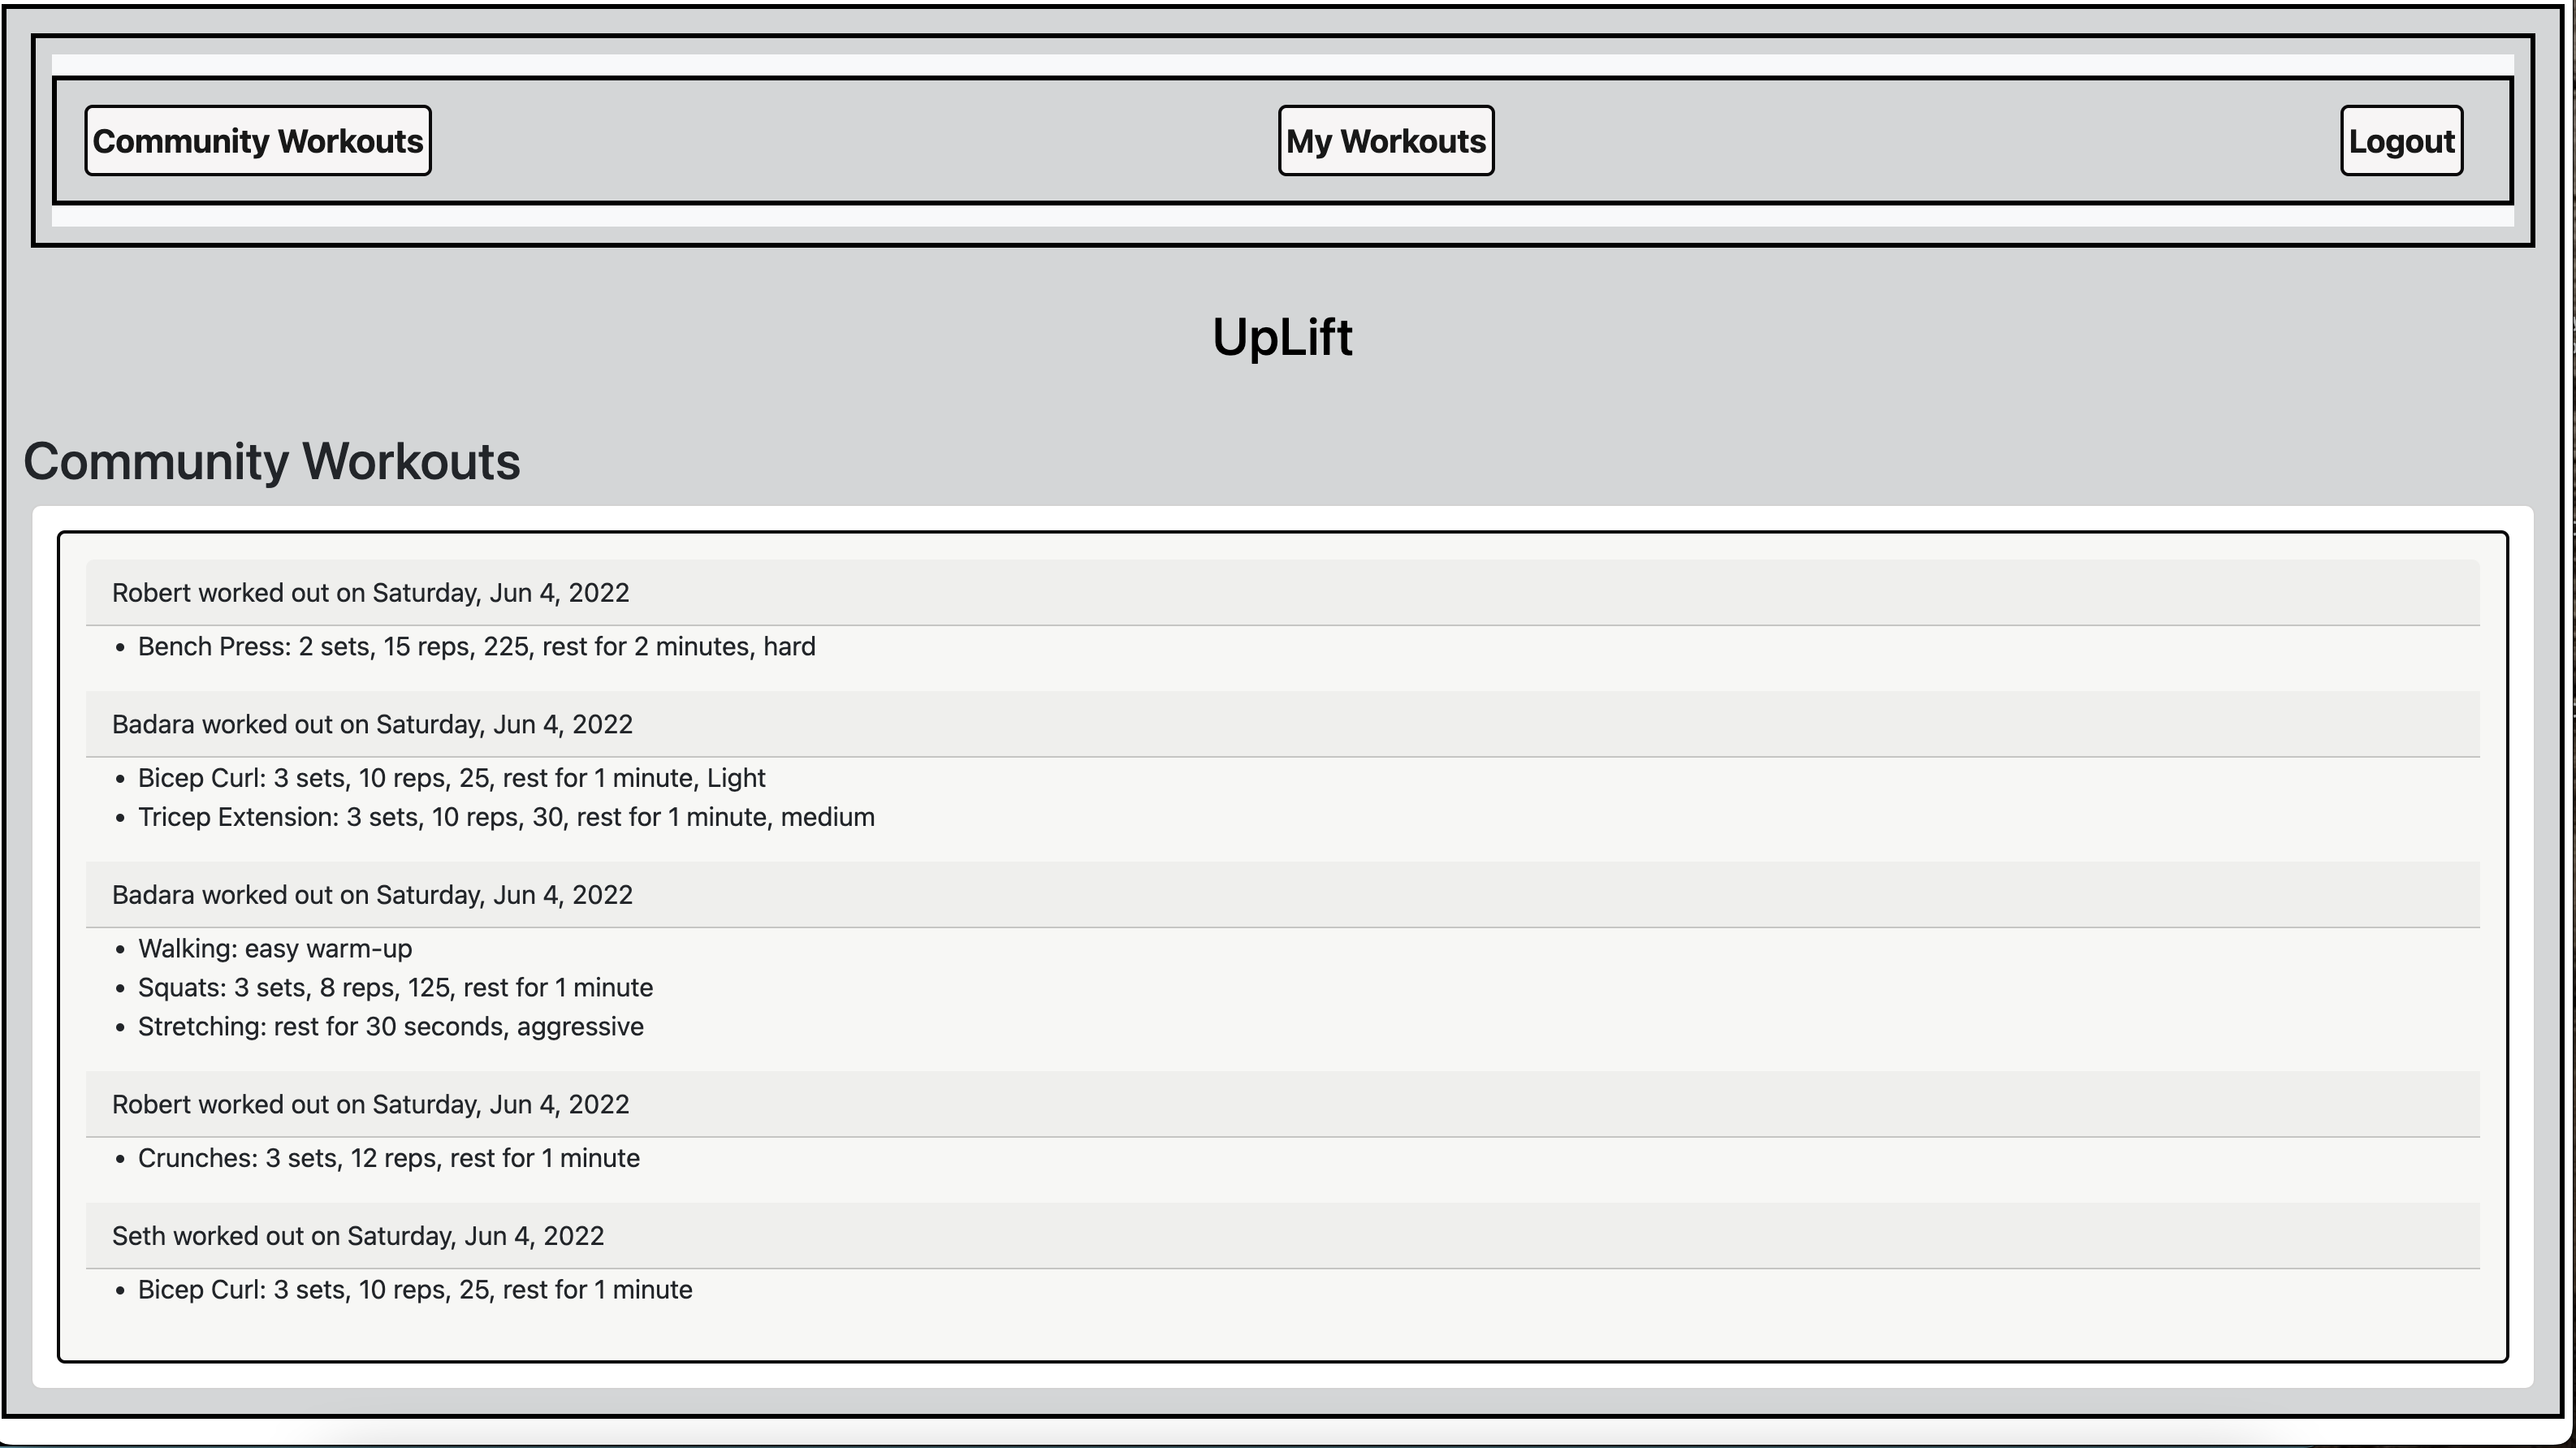 Community Workouts
My Workouts
Logout
UpLift
Community Workouts
Robert worked out on Saturday, Jun 4, 2022
• Bench Press: 2 sets, 15 reps, 225, rest for 2 minutes, hard
Badara worked out on Saturday, Jun 4, 2022
• Bicep Curl: 3 sets, 10 reps, 25, rest for 1 minute, Light
• Tricep Extension: 3 sets, 10 reps, 30, rest for 1 minute, medium
Badara worked out on Saturday, Jun 4, 2022
• Walking: easy warm-up
• Squats: 3 sets, 8 reps, 125, rest for 1 minute
• Stretching: rest for 30 seconds, aggressive
Robert worked out on Saturday, Jun 4, 2022
• Crunches: 3 sets, 12 reps, rest for 1 minute
Seth worked out on Saturday, Jun 4, 2022
• Bicep Curl: 3 sets, 10 reps, 25, rest for 1 minute